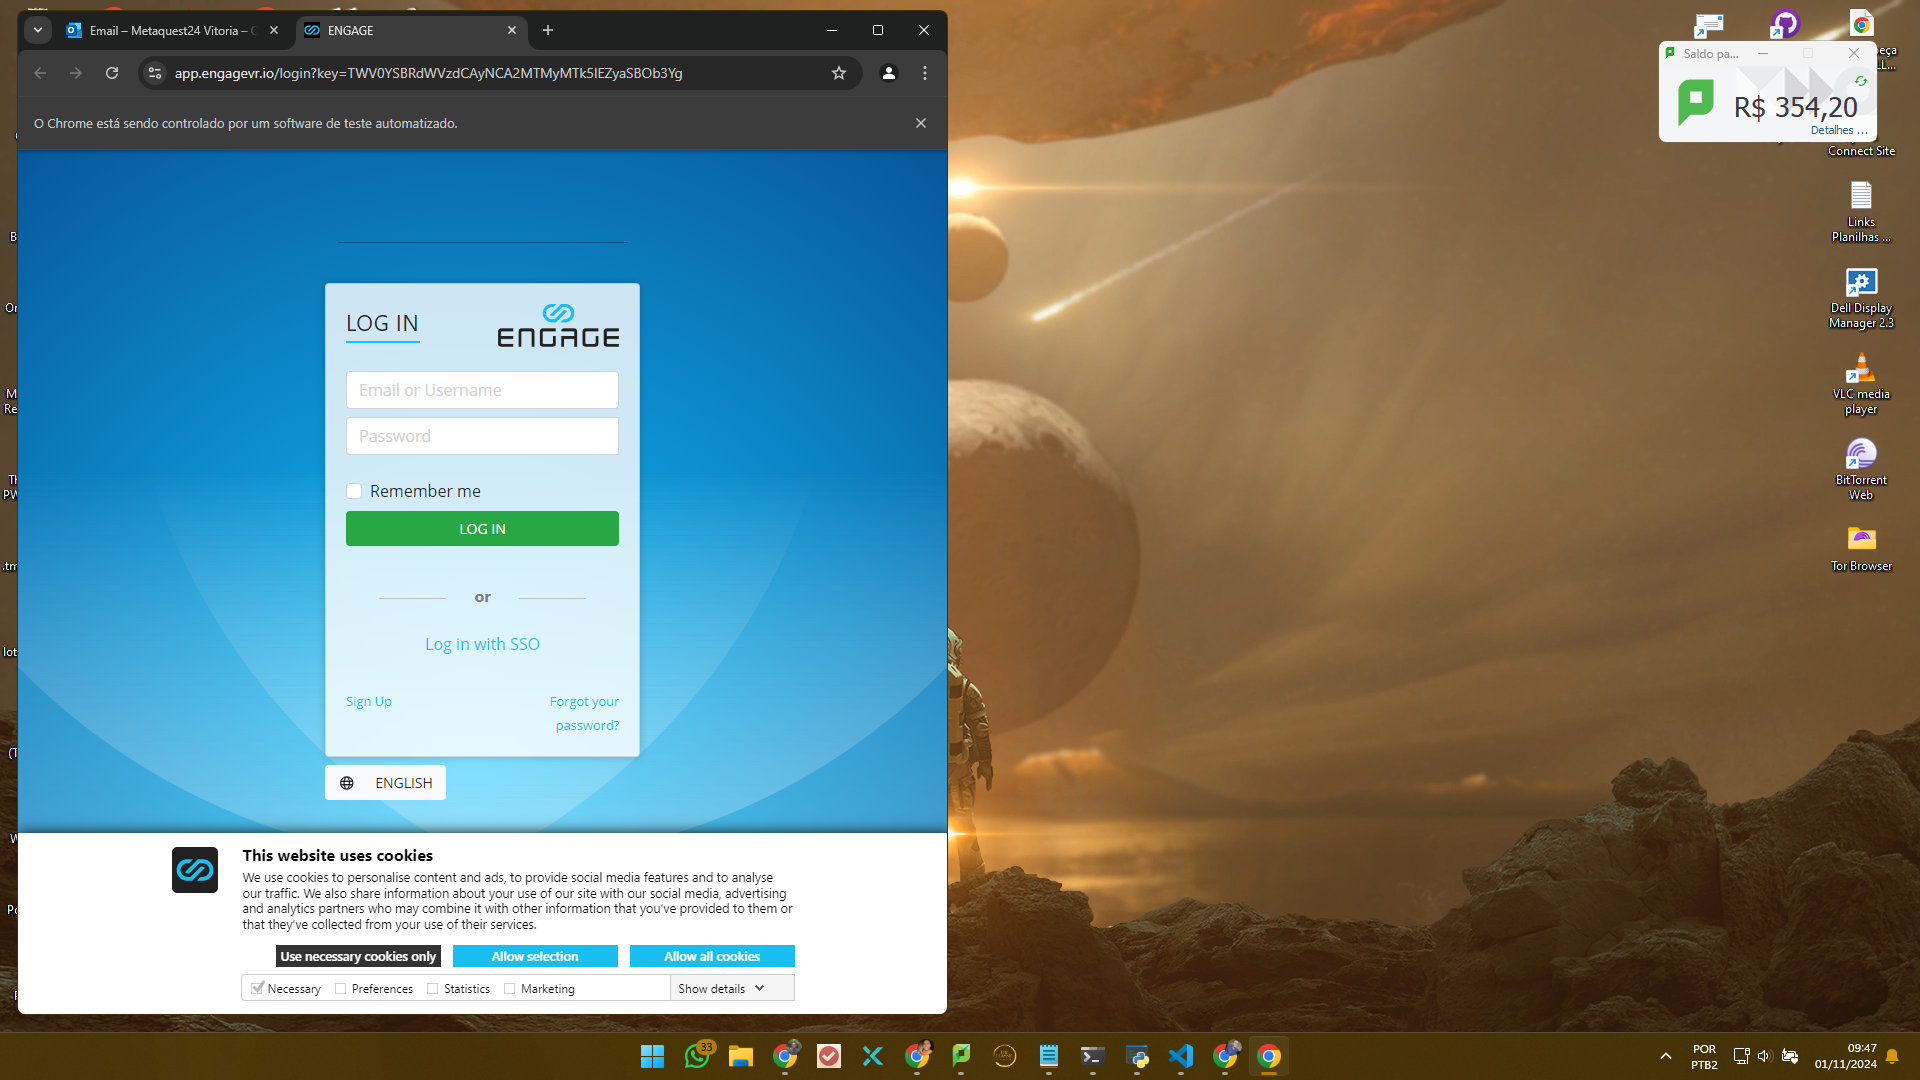 Email – Metaquest24 Vitoria –
ENGAGE
app.engagevr.io/login?key=TWV0YSBRdWVzdCAyNCA2MTMyMTk5IEZyaSBOb3Yg
O Chrome está sendo controlado por um software de teste automatizado.
LOG IN
ENGAGE
Email or Username
Password
Remember me
LOG IN
or
Log in with SSO
Sign Up
Forgot your
password?
ENGLISH
This website uses cookies
We use cookies to personalise content and ads, to provide social media features and to analyse
our traffic. We also share information about your use of our site with our social media, advertising
and analytics partners who may combine it with other information that you've provided to them or
that they've collected from your use of their services.
Use necessary cookies only
Allow selection
Allow all cookies
Necessary
Preferences
Statistics
Marketing
Show details
Saldo pa...
R$ 354,20
Detalhes ...
Connect Site
Links
Planilhas ...
Dell Display
Manager 2.3
VLC media
player
BitTorrent
Web
Tor Browser
33
POR
PTB2
09:47
01/11/2024